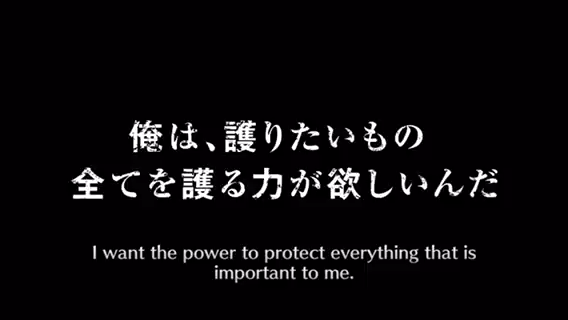 俺は、護りたいもの
全てを護る力が欲しいんだ
I want the power to protect everything that is
important to me.